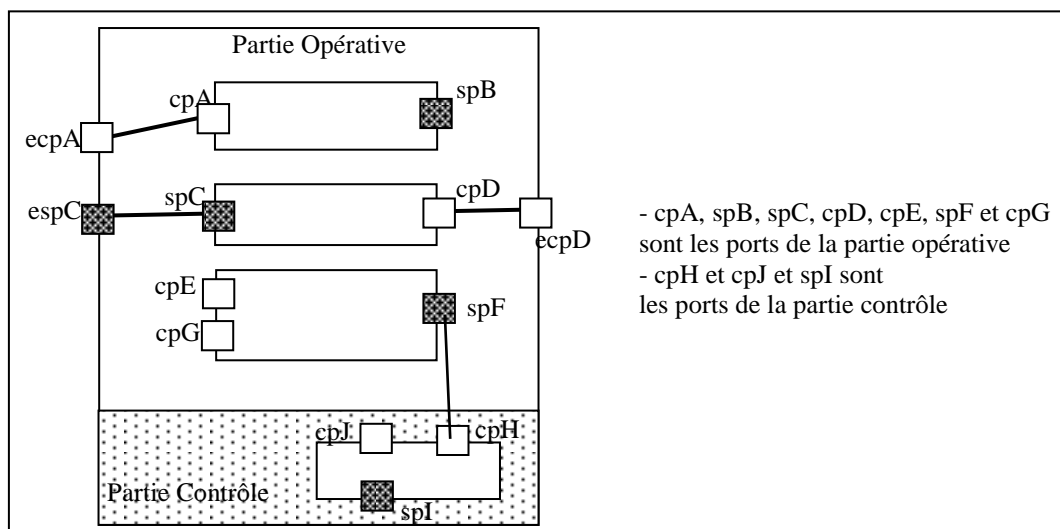 Partie Opérative
cpA
spB
ecpA
espC
spC
cpD
ecpD
cpE
cpG
spF
- cpA, spB, spC, cpD, cpE, spF et cpG
sont les ports de la partie opérative
- cpH et cpJ et spI sont
les ports de la partie contrôle
cpJ
cpH
Partie Contrôle
spI